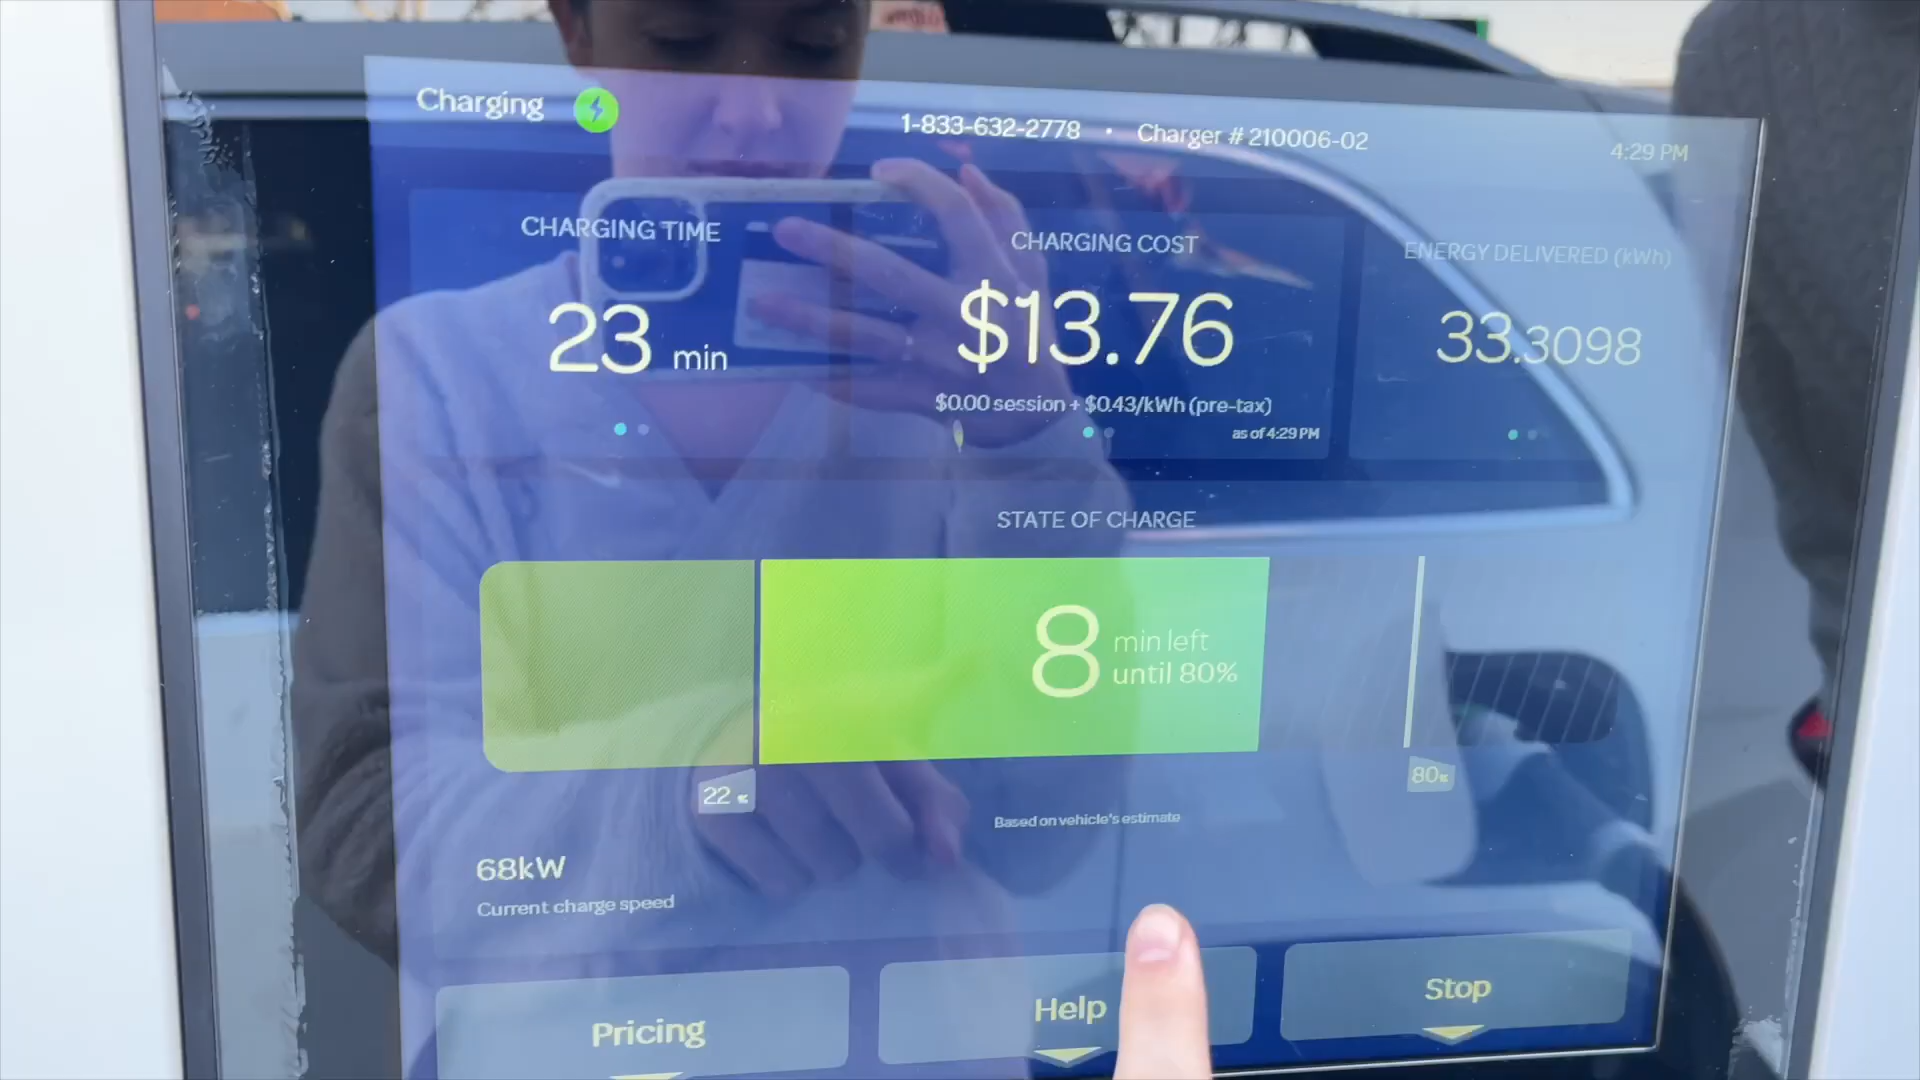 Charging
1-833-632-2778 • Charger # 210006-02
4:29 PM
CHARGING TIME
23 min
CHARGING COST
$13.76
$0.00 session + $0.43/kWh (pre-tax)
as of 4:29 PM
ENERGY DELIVERED (kWh)
33.3098
STATE OF CHARGE
8 min left
until 80%
22 %
80%
Based on vehicle's estimate
68kW
Current charge speed
Pricing
Help
Stop